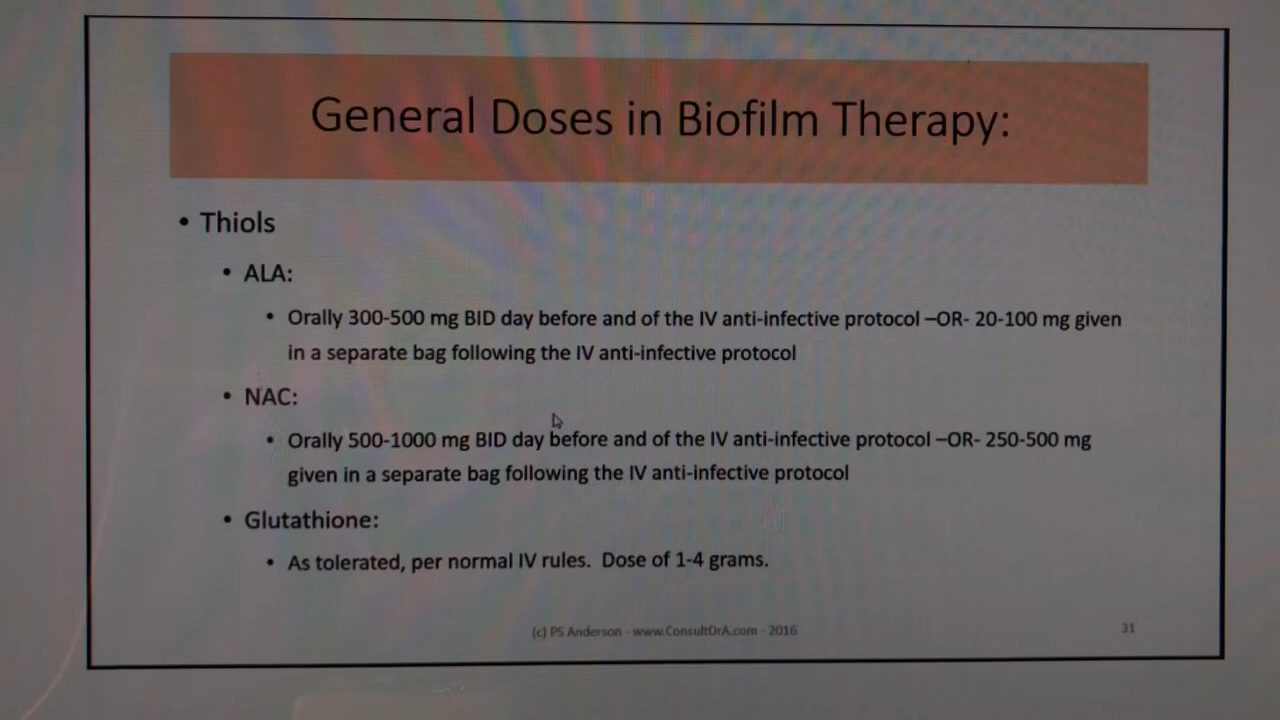 General Doses in Biofilm Therapy:
• Thiols
• ALA:
• Orally 300-500 mg BID day before and of the IV anti-infective protocol –OR- 20-100 mg given
in a separate bag following the IV anti-infective protocol
• NAC:
• Orally 500-1000 mg BID day before and of the IV anti-infective protocol –OR- 250-500 mg
given in a separate bag following the IV anti-infective protocol
• Glutathione:
• As tolerated, per normal IV rules.  Dose of 1-4 grams.
(c) PS Anderson - www.ConsultDrA.com - 2016
31